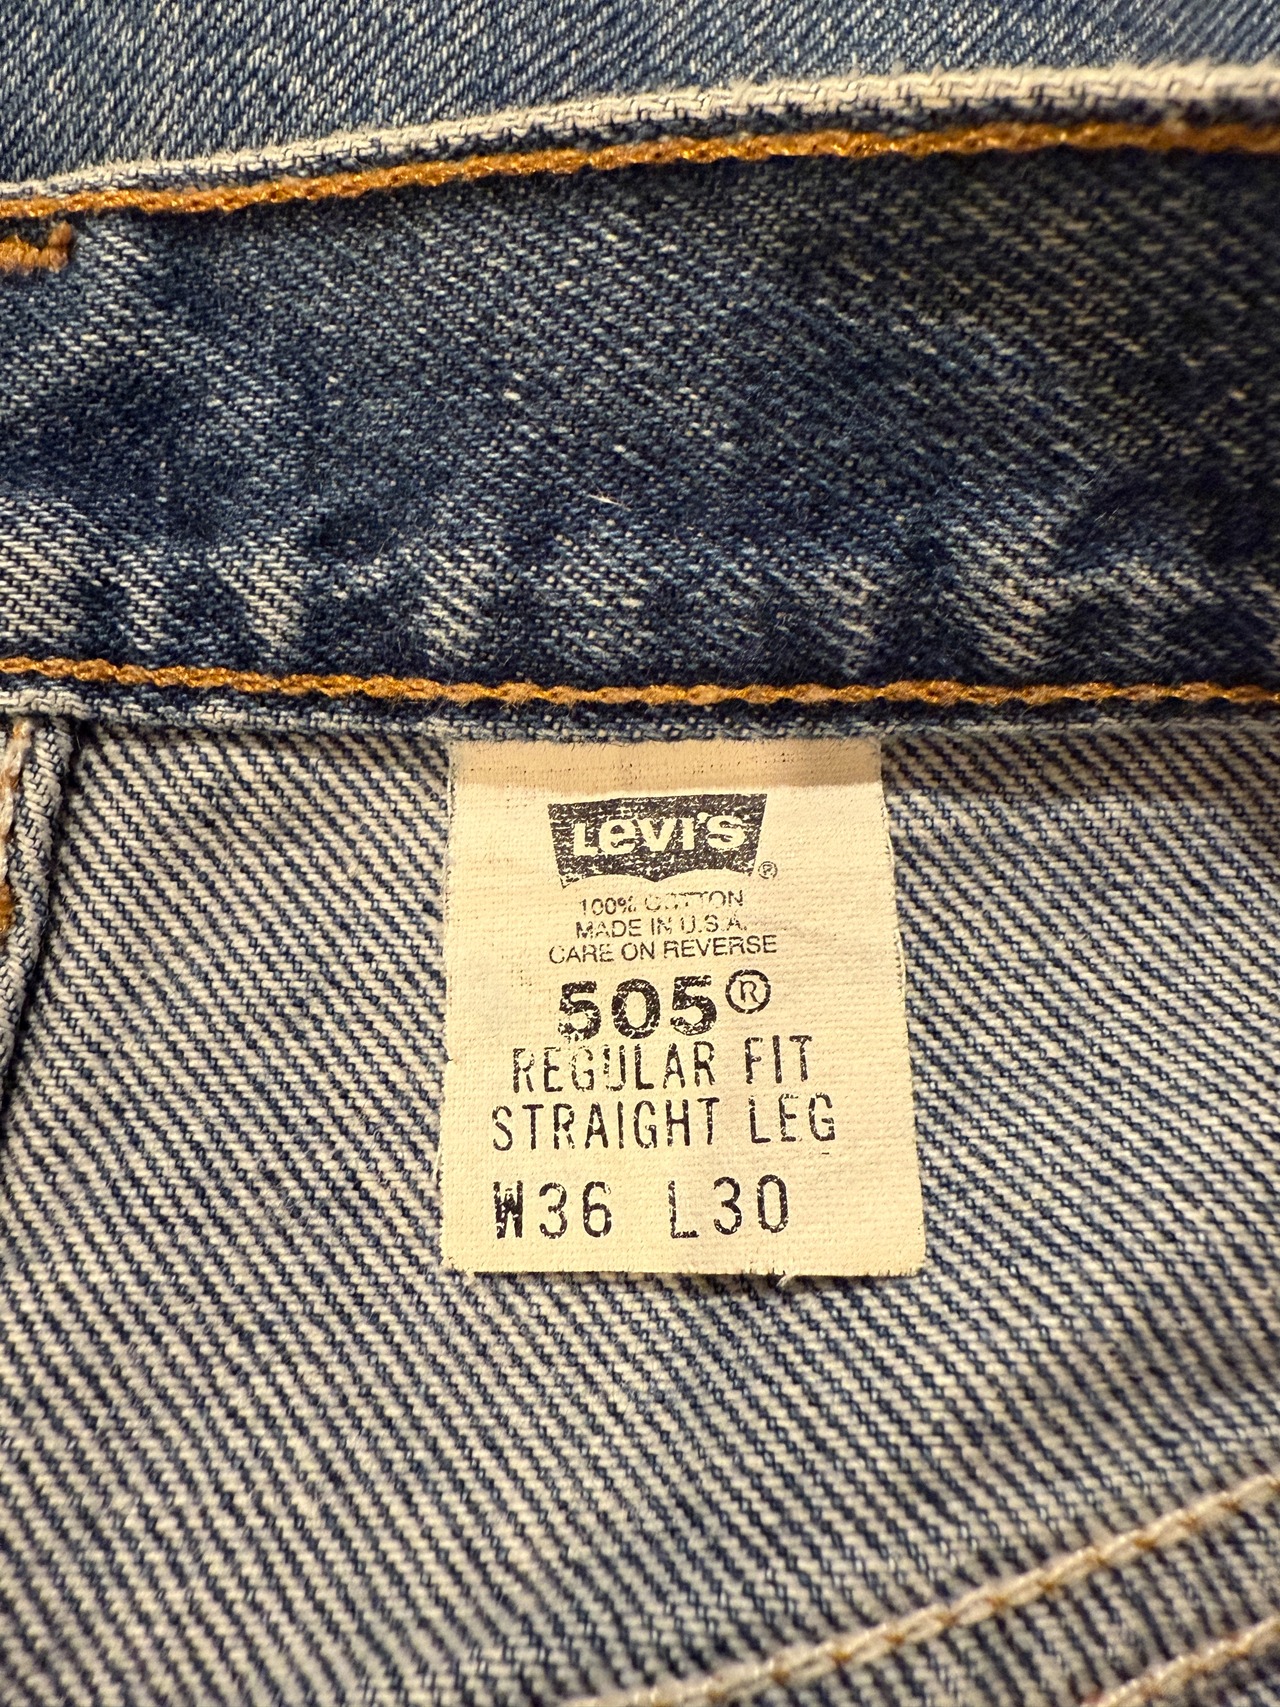 Levi's®
100% COTTON
MADE IN U.S.A.
CARE ON REVERSE
505®
REGULAR FIT
STRAIGHT LEG
W36 L30